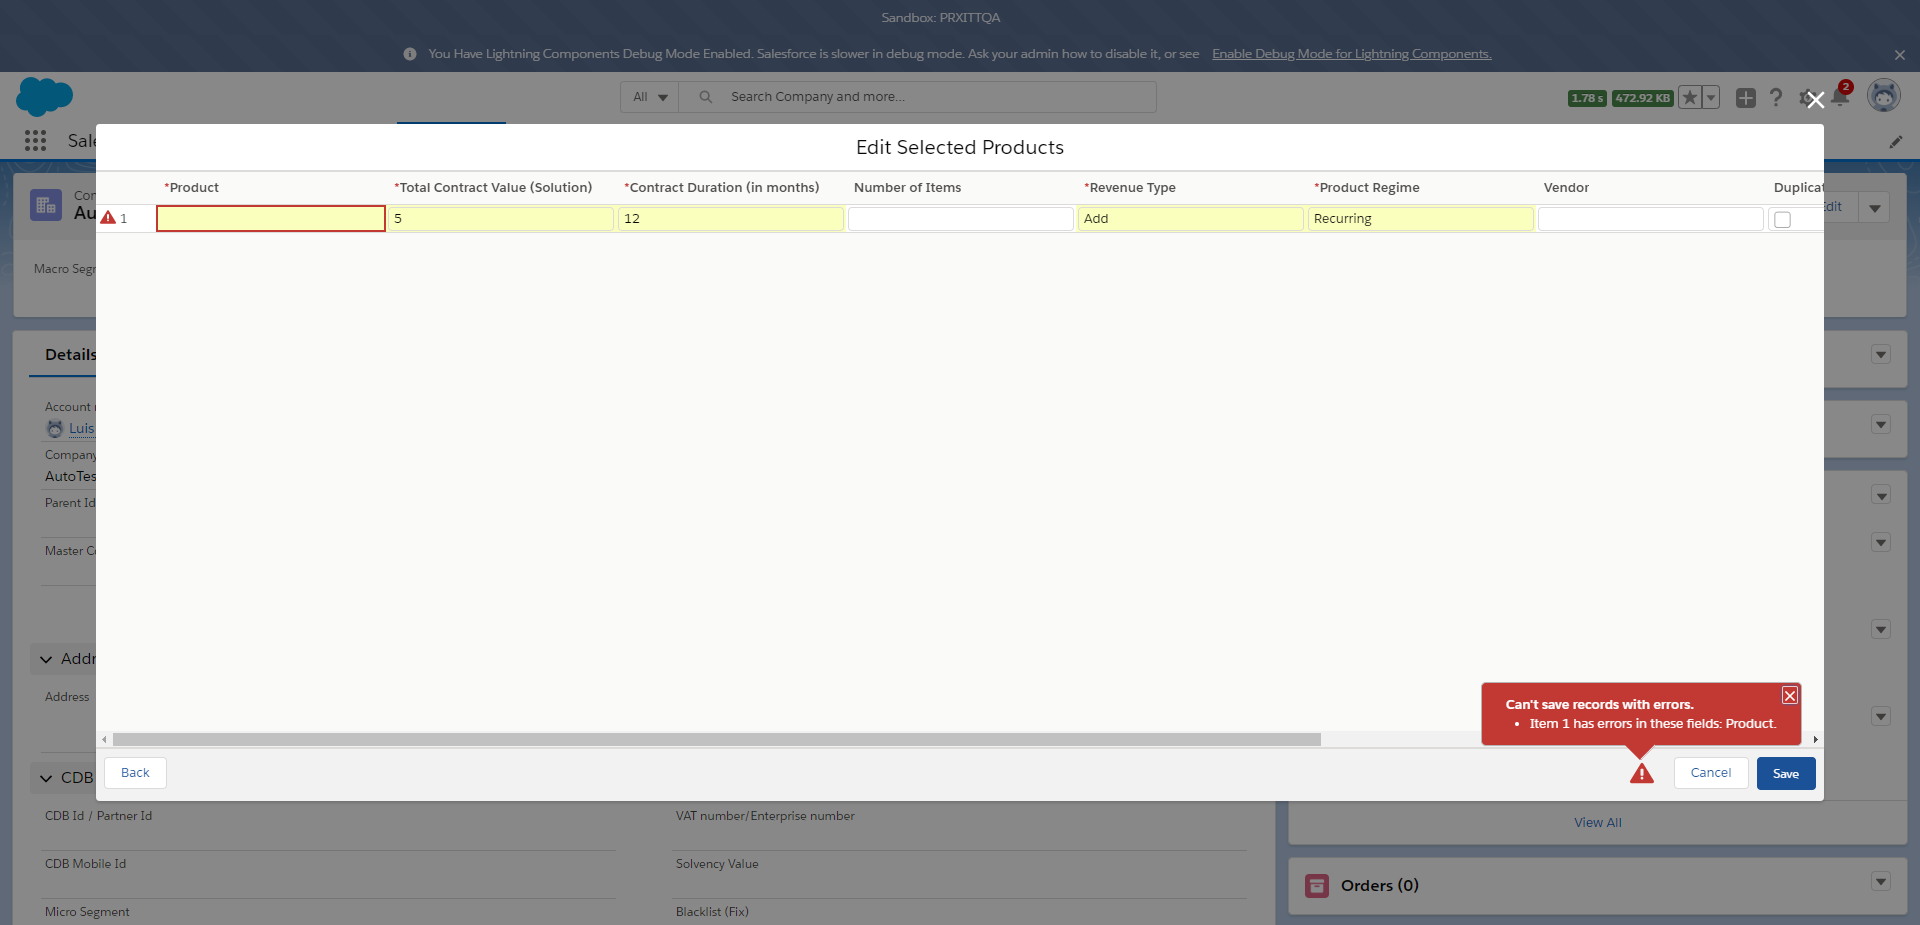 Sandbox: PRXITTQA
You Have Lightning Components Debug Mode Enabled. Salesforce is slower in debug mode. Ask your admin how to disable it, or see Enable Debug Mode for Lightning Components.
All Search Company and more...
1.78 s 472.92 KB
2
Sale
Edit Selected Products
Con
Au
Edit
*Product *Total Contract Value (Solution) *Contract Duration (in months) Number of Items *Revenue Type *Product Regime Vendor Duplicat
1 5 12 Add Recurring
Macro Segm
Details
Account
Luis
Company
AutoTes
Parent Id
Master Co
Addr
Address
Can't save records with errors.
• Item 1 has errors in these fields: Product.
Back Cancel Save
CDB
CDB Id / Partner Id VAT number/Enterprise number
View All
CDB Mobile Id Solvency Value
Orders (0)
Micro Segment Blacklist (Fix)